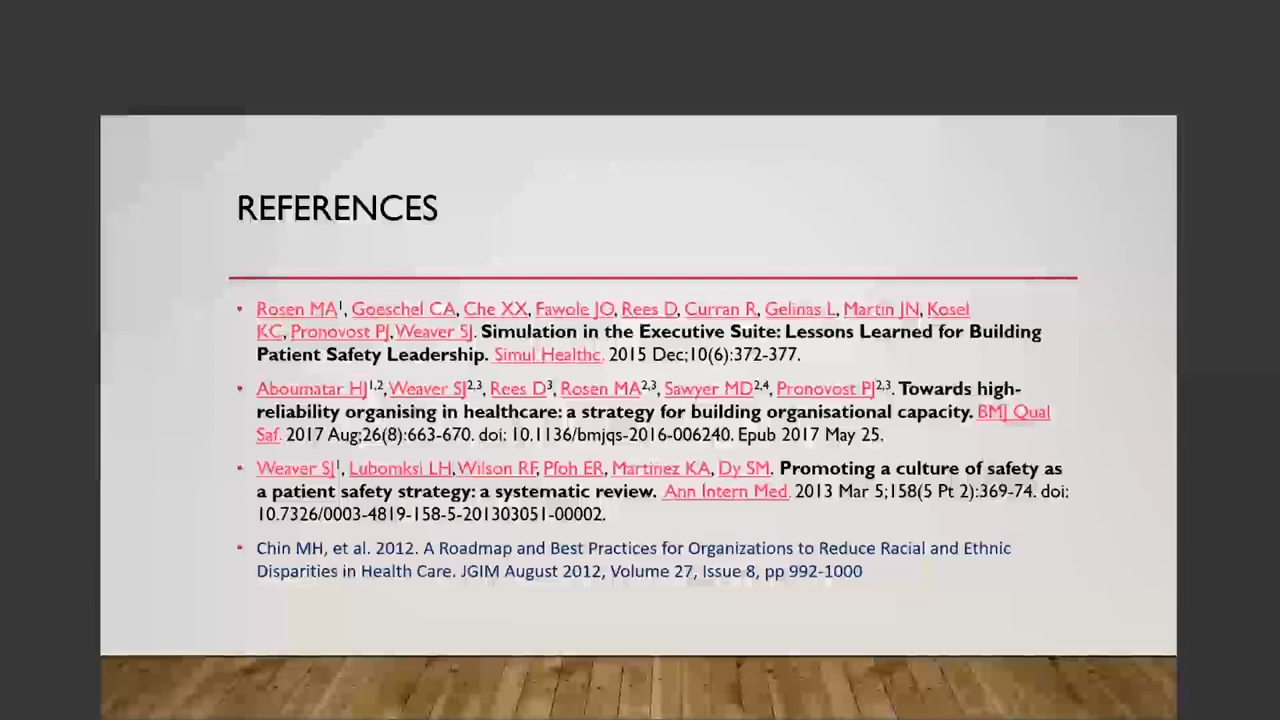 REFERENCES
• Rosen MA¹, Goeschel CA, Che XX, Fawole JO, Rees D, Curran R, Gelinas L, Martin JN, Kosel
KC, Pronovost PJ, Weaver SJ. Simulation in the Executive Suite: Lessons Learned for Building
Patient Safety Leadership. Simul Healthc. 2015 Dec;10(6):372-377.
• Aboumatar HJ¹,², Weaver SJ²,³, Rees D³, Rosen MA²,³, Sawyer MD²,⁴, Pronovost PJ²,³. Towards high-
reliability organising in healthcare: a strategy for building organisational capacity. BMJ Qual
Saf. 2017 Aug;26(8):663-670. doi: 10.1136/bmjqs-2016-006240. Epub 2017 May 25.
• Weaver SJ¹, Lubomksi LH, Wilson RF, Pfoh ER, Martinez KA, Dy SM. Promoting a culture of safety as
a patient safety strategy: a systematic review. Ann Intern Med. 2013 Mar 5;158(5 Pt 2):369-74. doi:
10.7326/0003-4819-158-5-201303051-00002.
• Chin MH, et al. 2012. A Roadmap and Best Practices for Organizations to Reduce Racial and Ethnic
Disparities in Health Care. JGIM August 2012, Volume 27, Issue 8, pp 992-1000